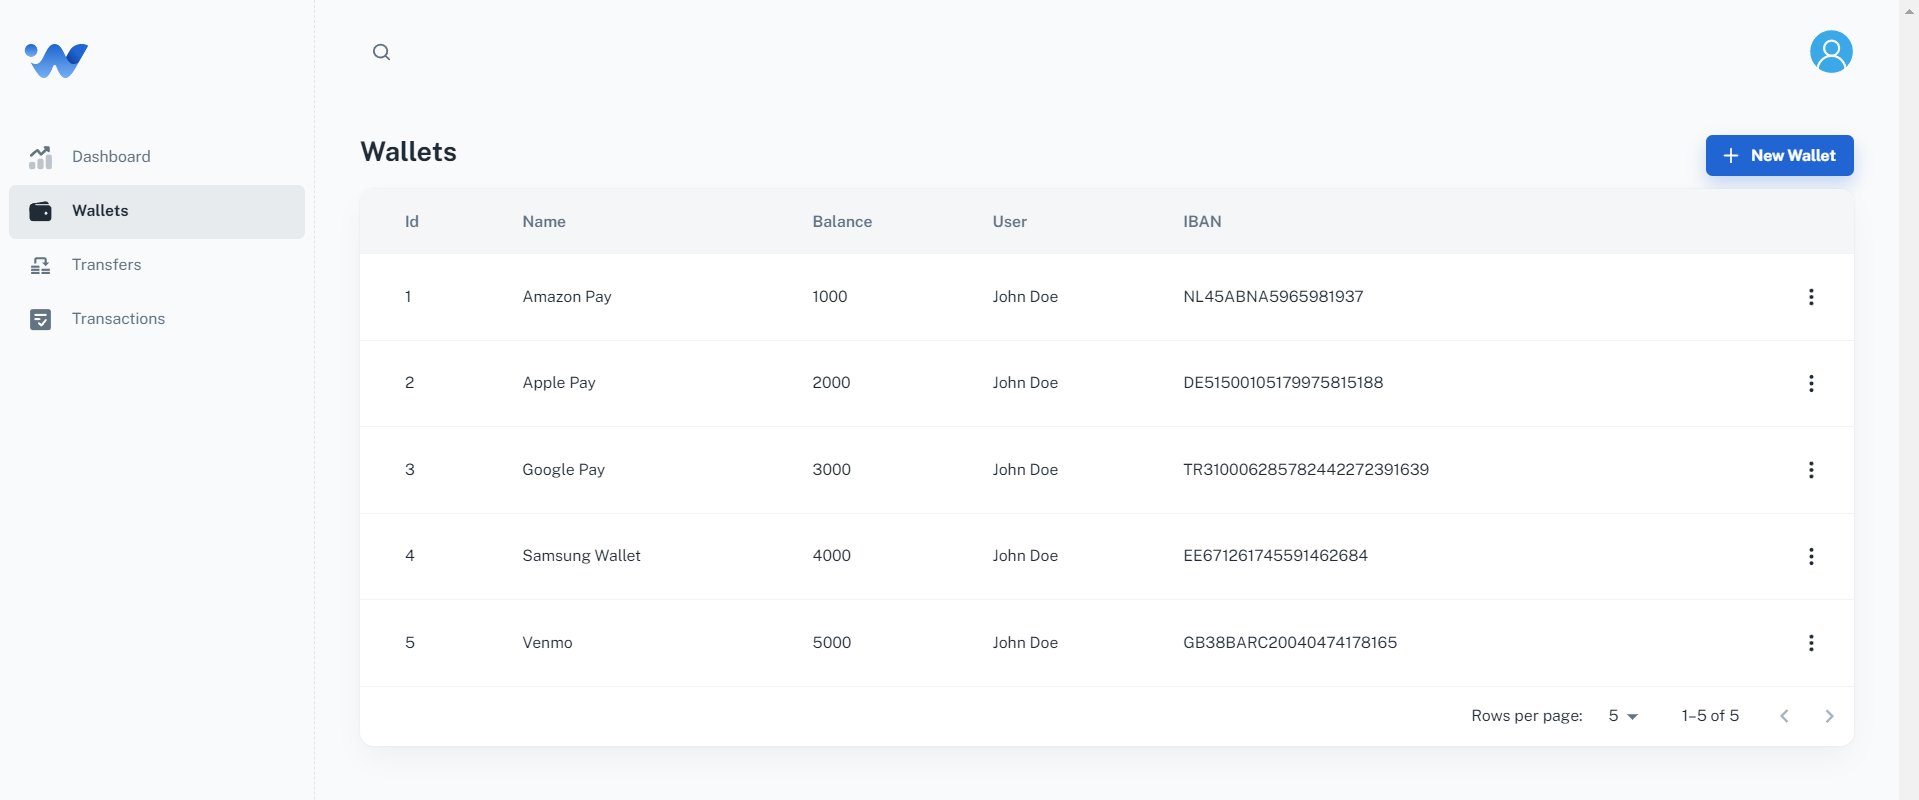 Dashboard
Wallets
Transfers
Transactions
Wallets
New Wallet
Id Name Balance User IBAN
1 Amazon Pay 1000 John Doe NL45ABNA5965981937
2 Apple Pay 2000 John Doe DE51500105179975815188
3 Google Pay 3000 John Doe TR310006285782442272391639
4 Samsung Wallet 4000 John Doe EE671261745591462684
5 Venmo 5000 John Doe GB38BARC20040474178165
Rows per page: 5 1–5 of 5